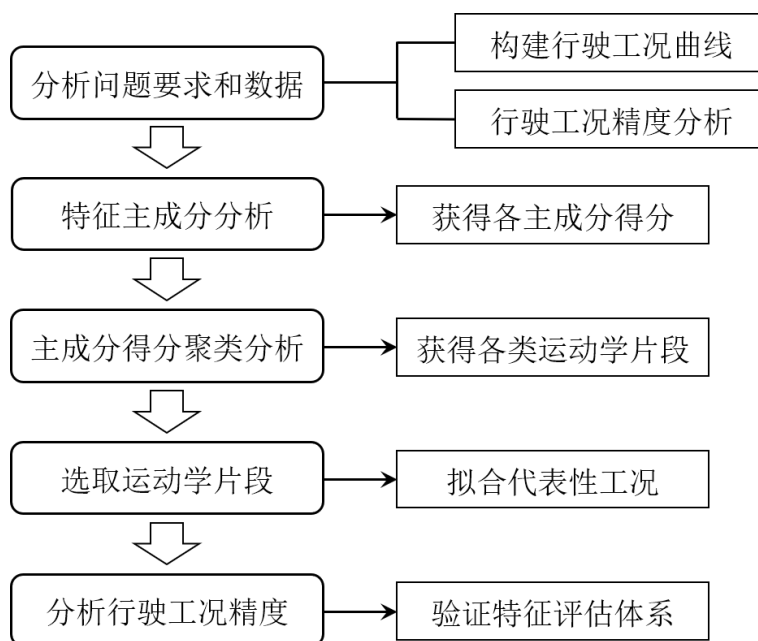 构建行驶工况曲线
分析问题要求和数据
行驶工况精度分析
特征主成分分析
获得各主成分得分
主成分得分聚类分析
获得各类运动学片段
选取运动学片段
拟合代表性工况
分析行驶工况精度
验证特征评估体系